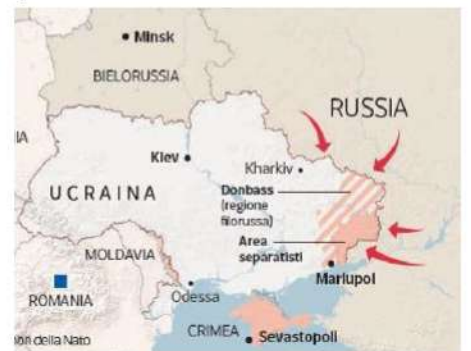 Minsk
BIELORUSSIA
RUSSIA
IA
Kiev
Kharkiv
UCRAINA
Donbass
(regione
filorussa)
Area
separatisti
MOLDAVIA
Mariupol
ROMANIA
Odessa
CRIMEA
Sevastopoli
della Nato